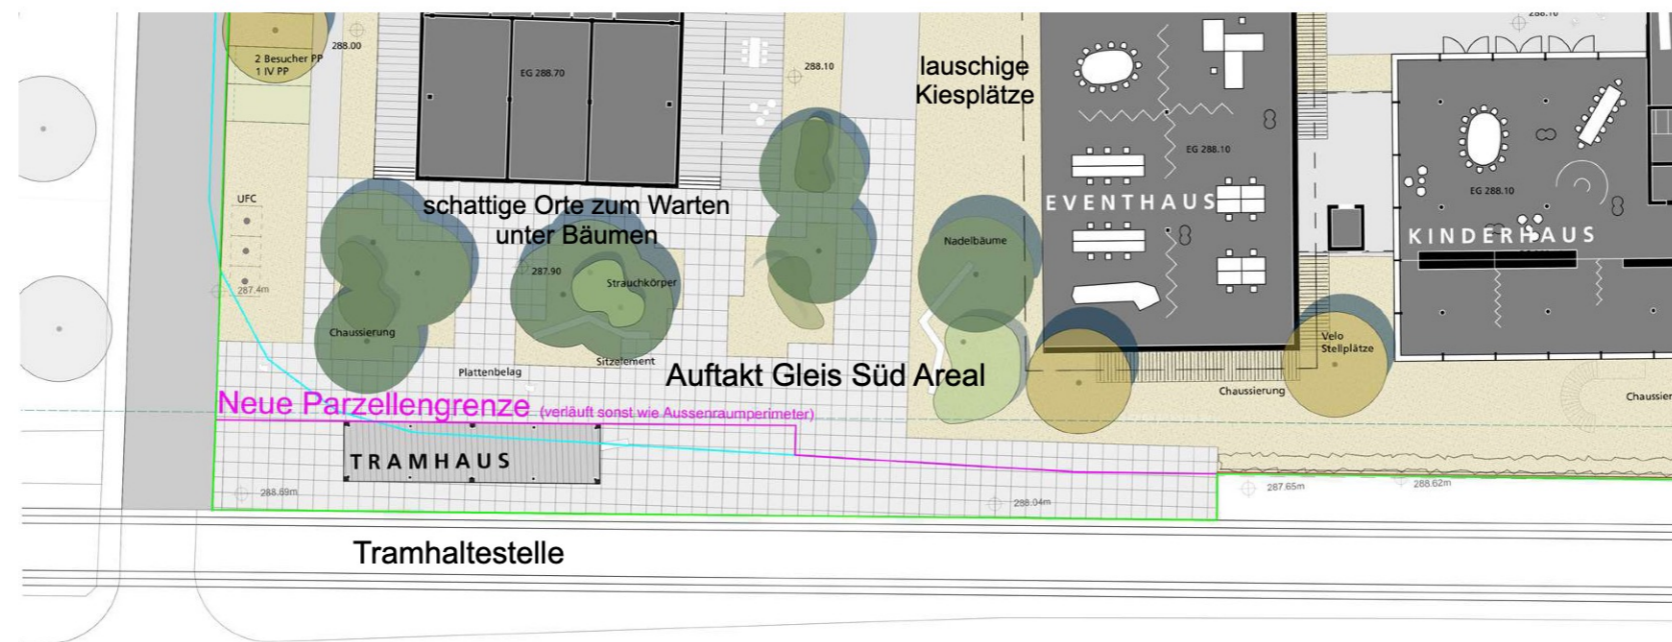 288.10
288.00
2 Besucher PP
1 IV PP
EG 288.70
288.10
lauschige
Kiesplätze
EG 288.10
EG 288.10
UFC
schattige Orte zum Warten
unter Bäumen
EVENTHAUS
KINDERHAUS
Nadelbäume
287.90
Strauchkörper
287.4m
Chaussierung
Velo
Stellplätze
Sitzelement
Plattenbelag
Auftakt Gleis Süd Areal
Chaussierung
Neue Parzellengrenze (verläuft sonst wie Aussenraumperimeter)
TRAMHAUS
288.69m
288.04m
287.65m
288.62m
Tramhaltestelle